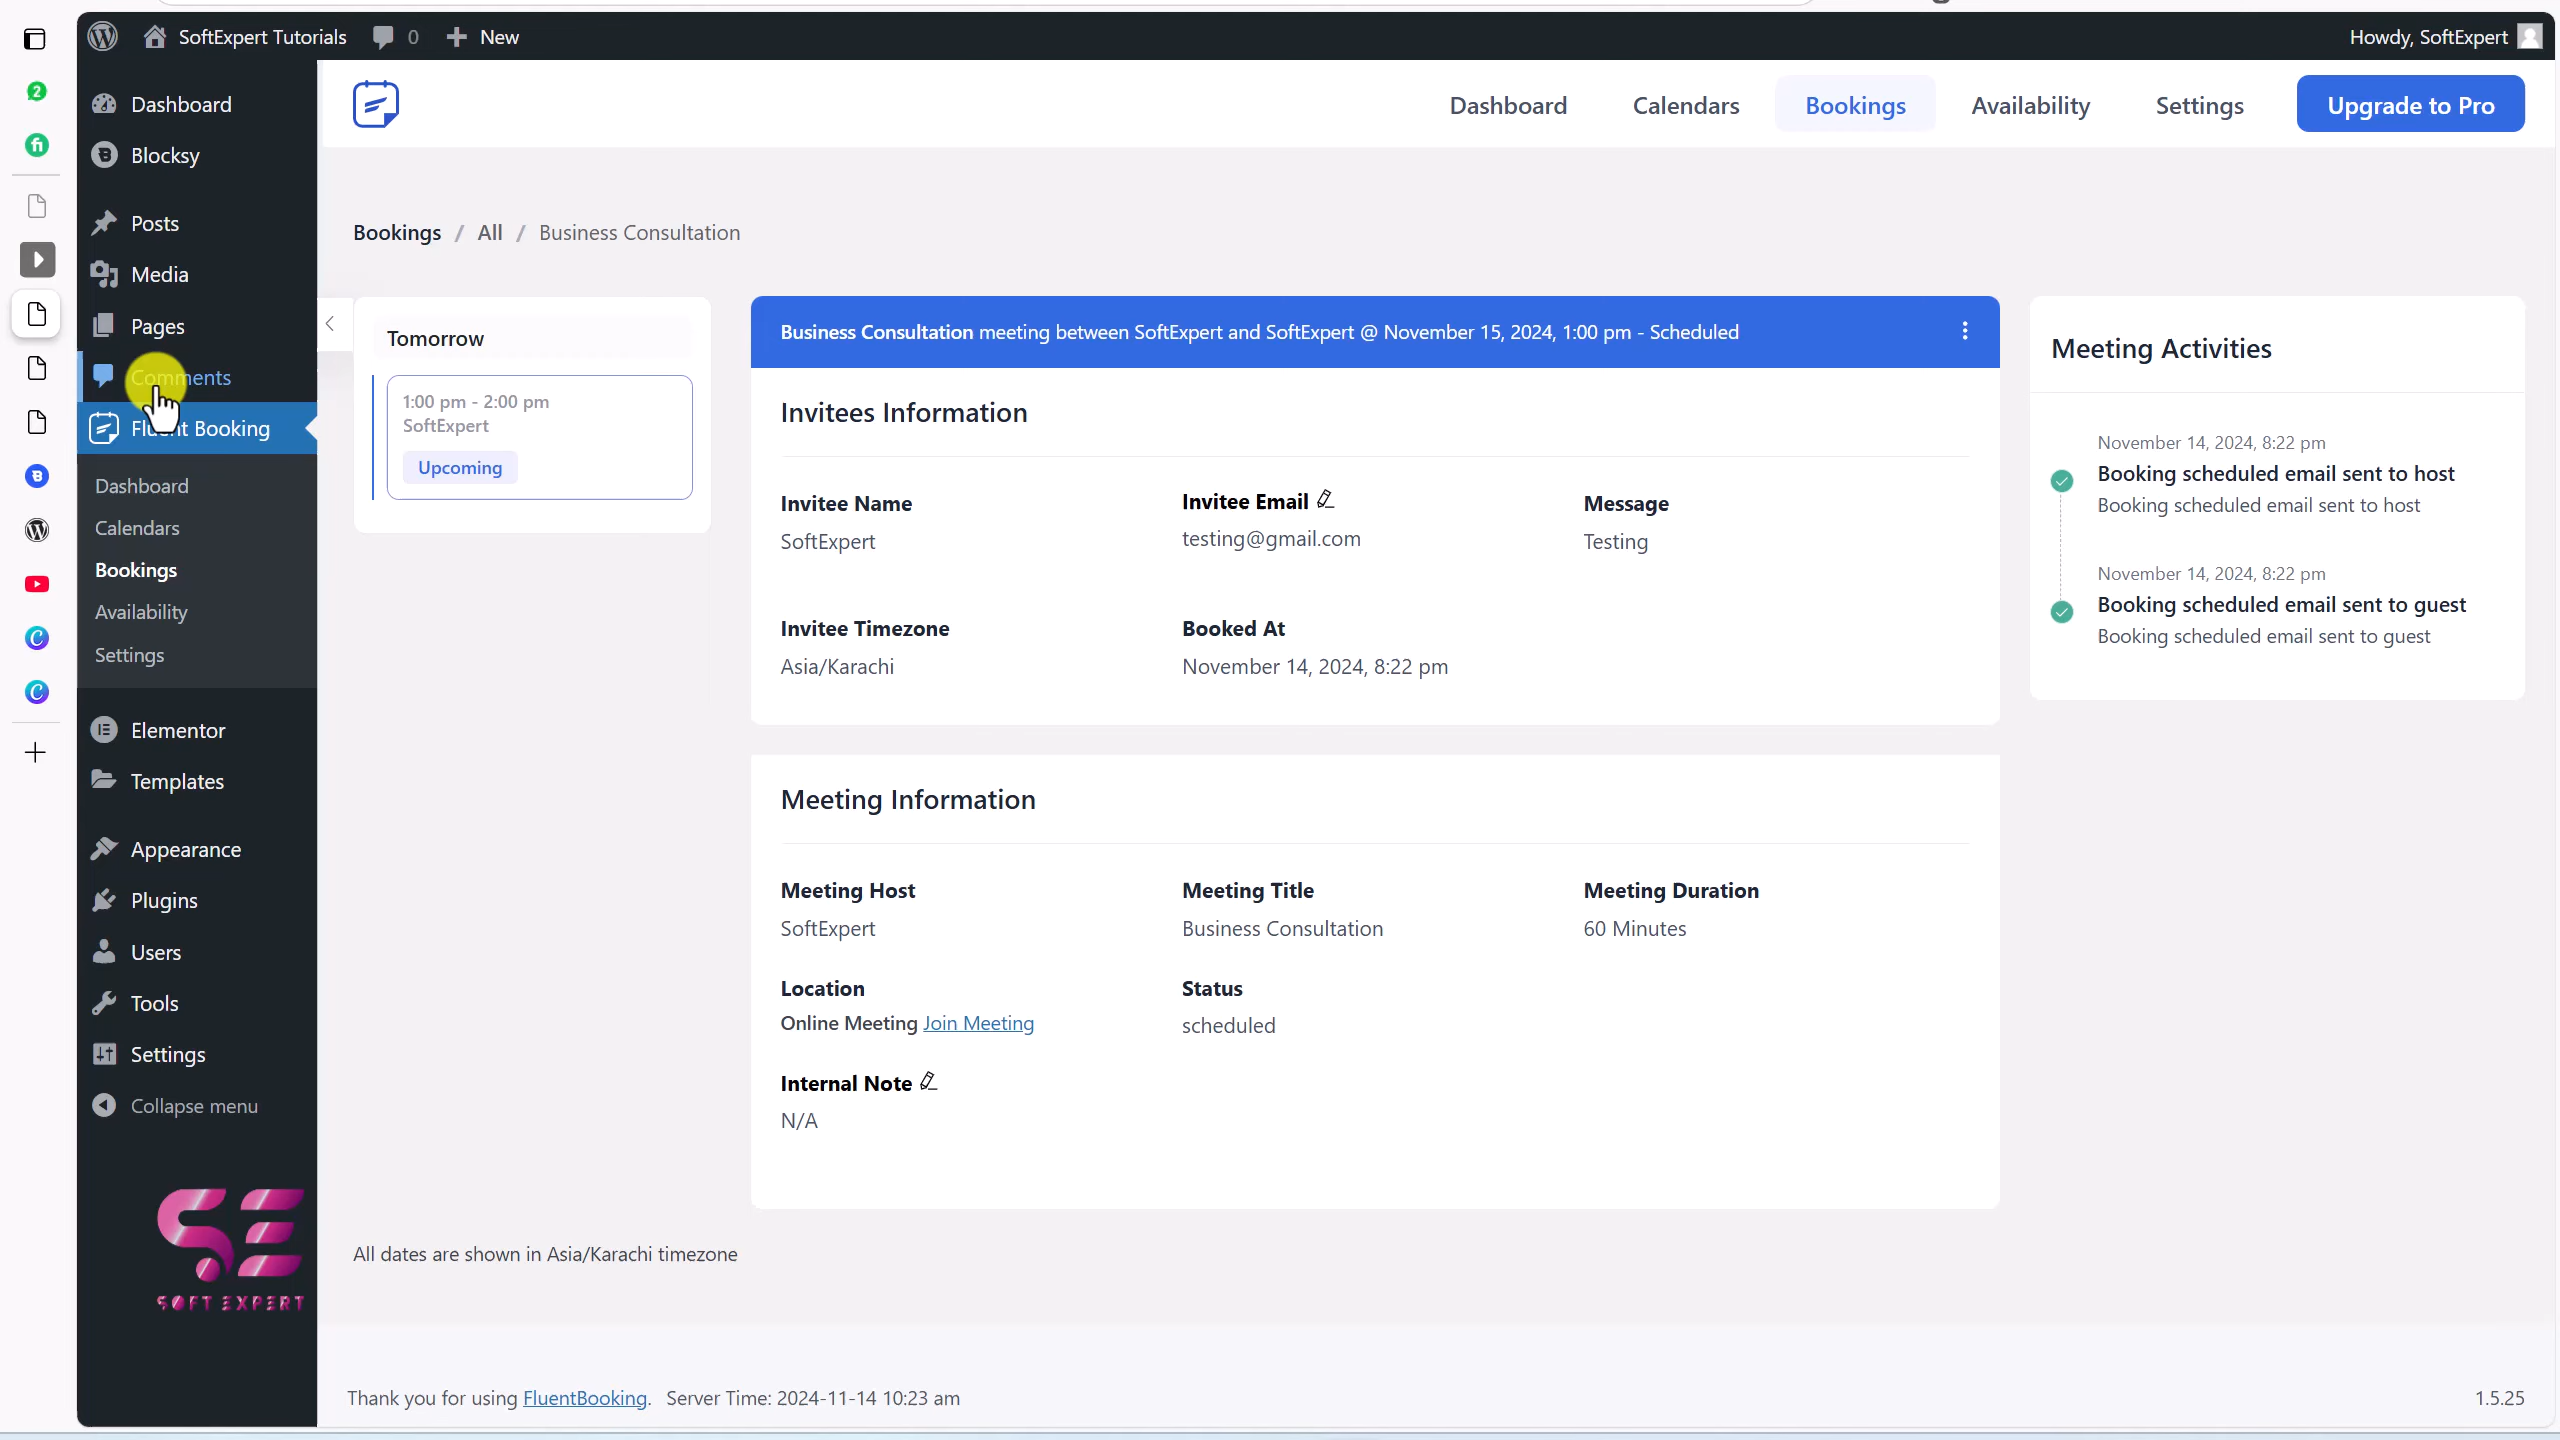 SoftExpert Tutorials 0 New Howdy, SoftExpert
2
Dashboard
Blocksy
Posts
Media
Pages
Comments
Fluent Booking
Dashboard
Calendars
Bookings
Availability
Settings
Elementor
Templates
Appearance
Plugins
Users
Tools
Settings
Collapse menu
SE
SOFT EXPERT
Dashboard Calendars Bookings Availability Settings Upgrade to Pro
Bookings / All / Business Consultation
Tomorrow
1:00 pm - 2:00 pm
SoftExpert
Upcoming
Business Consultation meeting between SoftExpert and SoftExpert @ November 15, 2024, 1:00 pm - Scheduled
Invitees Information
Invitee Name Invitee Email Message
SoftExpert testing@gmail.com Testing
Invitee Timezone Booked At
Asia/Karachi November 14, 2024, 8:22 pm
Meeting Information
Meeting Host Meeting Title Meeting Duration
SoftExpert Business Consultation 60 Minutes
Location Status
Online Meeting Join Meeting scheduled
Internal Note
N/A
Meeting Activities
November 14, 2024, 8:22 pm
Booking scheduled email sent to host
Booking scheduled email sent to host
November 14, 2024, 8:22 pm
Booking scheduled email sent to guest
Booking scheduled email sent to guest
All dates are shown in Asia/Karachi timezone
Thank you for using FluentBooking. Server Time: 2024-11-14 10:23 am 1.5.25